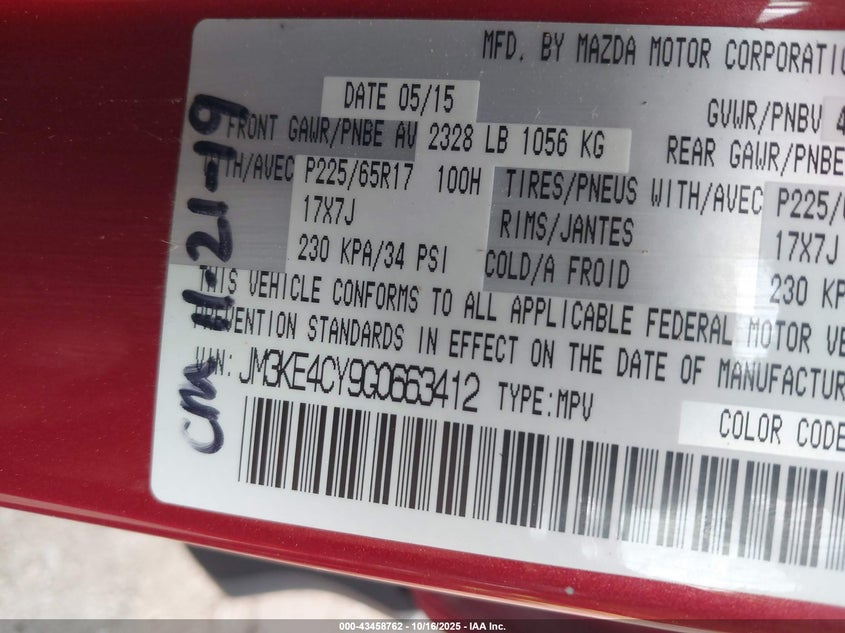 MFD. BY MAZDA MOTOR CORPORATION
DATE 05/15
GVWR/PNBV 4
FRONT GAWR/PNBE AV 2328 LB 1056 KG
REAR GAWR/PNBE
WITH/AVEC P225/65R17 100H TIRES/PNEUS WITH/AVEC P225/6
17X7J RIMS/JANTES 17X7J
230 KPA/34 PSI COLD/A FROID 230 KP
THIS VEHICLE CONFORMS TO ALL APPLICABLE FEDERAL MOTOR VE
PREVENTION STANDARDS IN EFFECT ON THE DATE OF MANUFACTUR
VIN: JM3KE4CY9G0663412 TYPE:MPV
COLOR CODE
cm 11-21-19
000-43458762 - 10/16/2025 - IAA Inc.